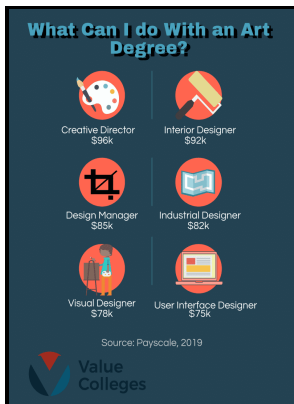 What Can I do With an Art
Degree?
Creative Director
$96k
Interior Designer
$92k
Design Manager
$85k
Industrial Designer
$82k
Visual Designer
$78k
User Interface Designer
$75k
Source: Payscale, 2019
Value
Colleges